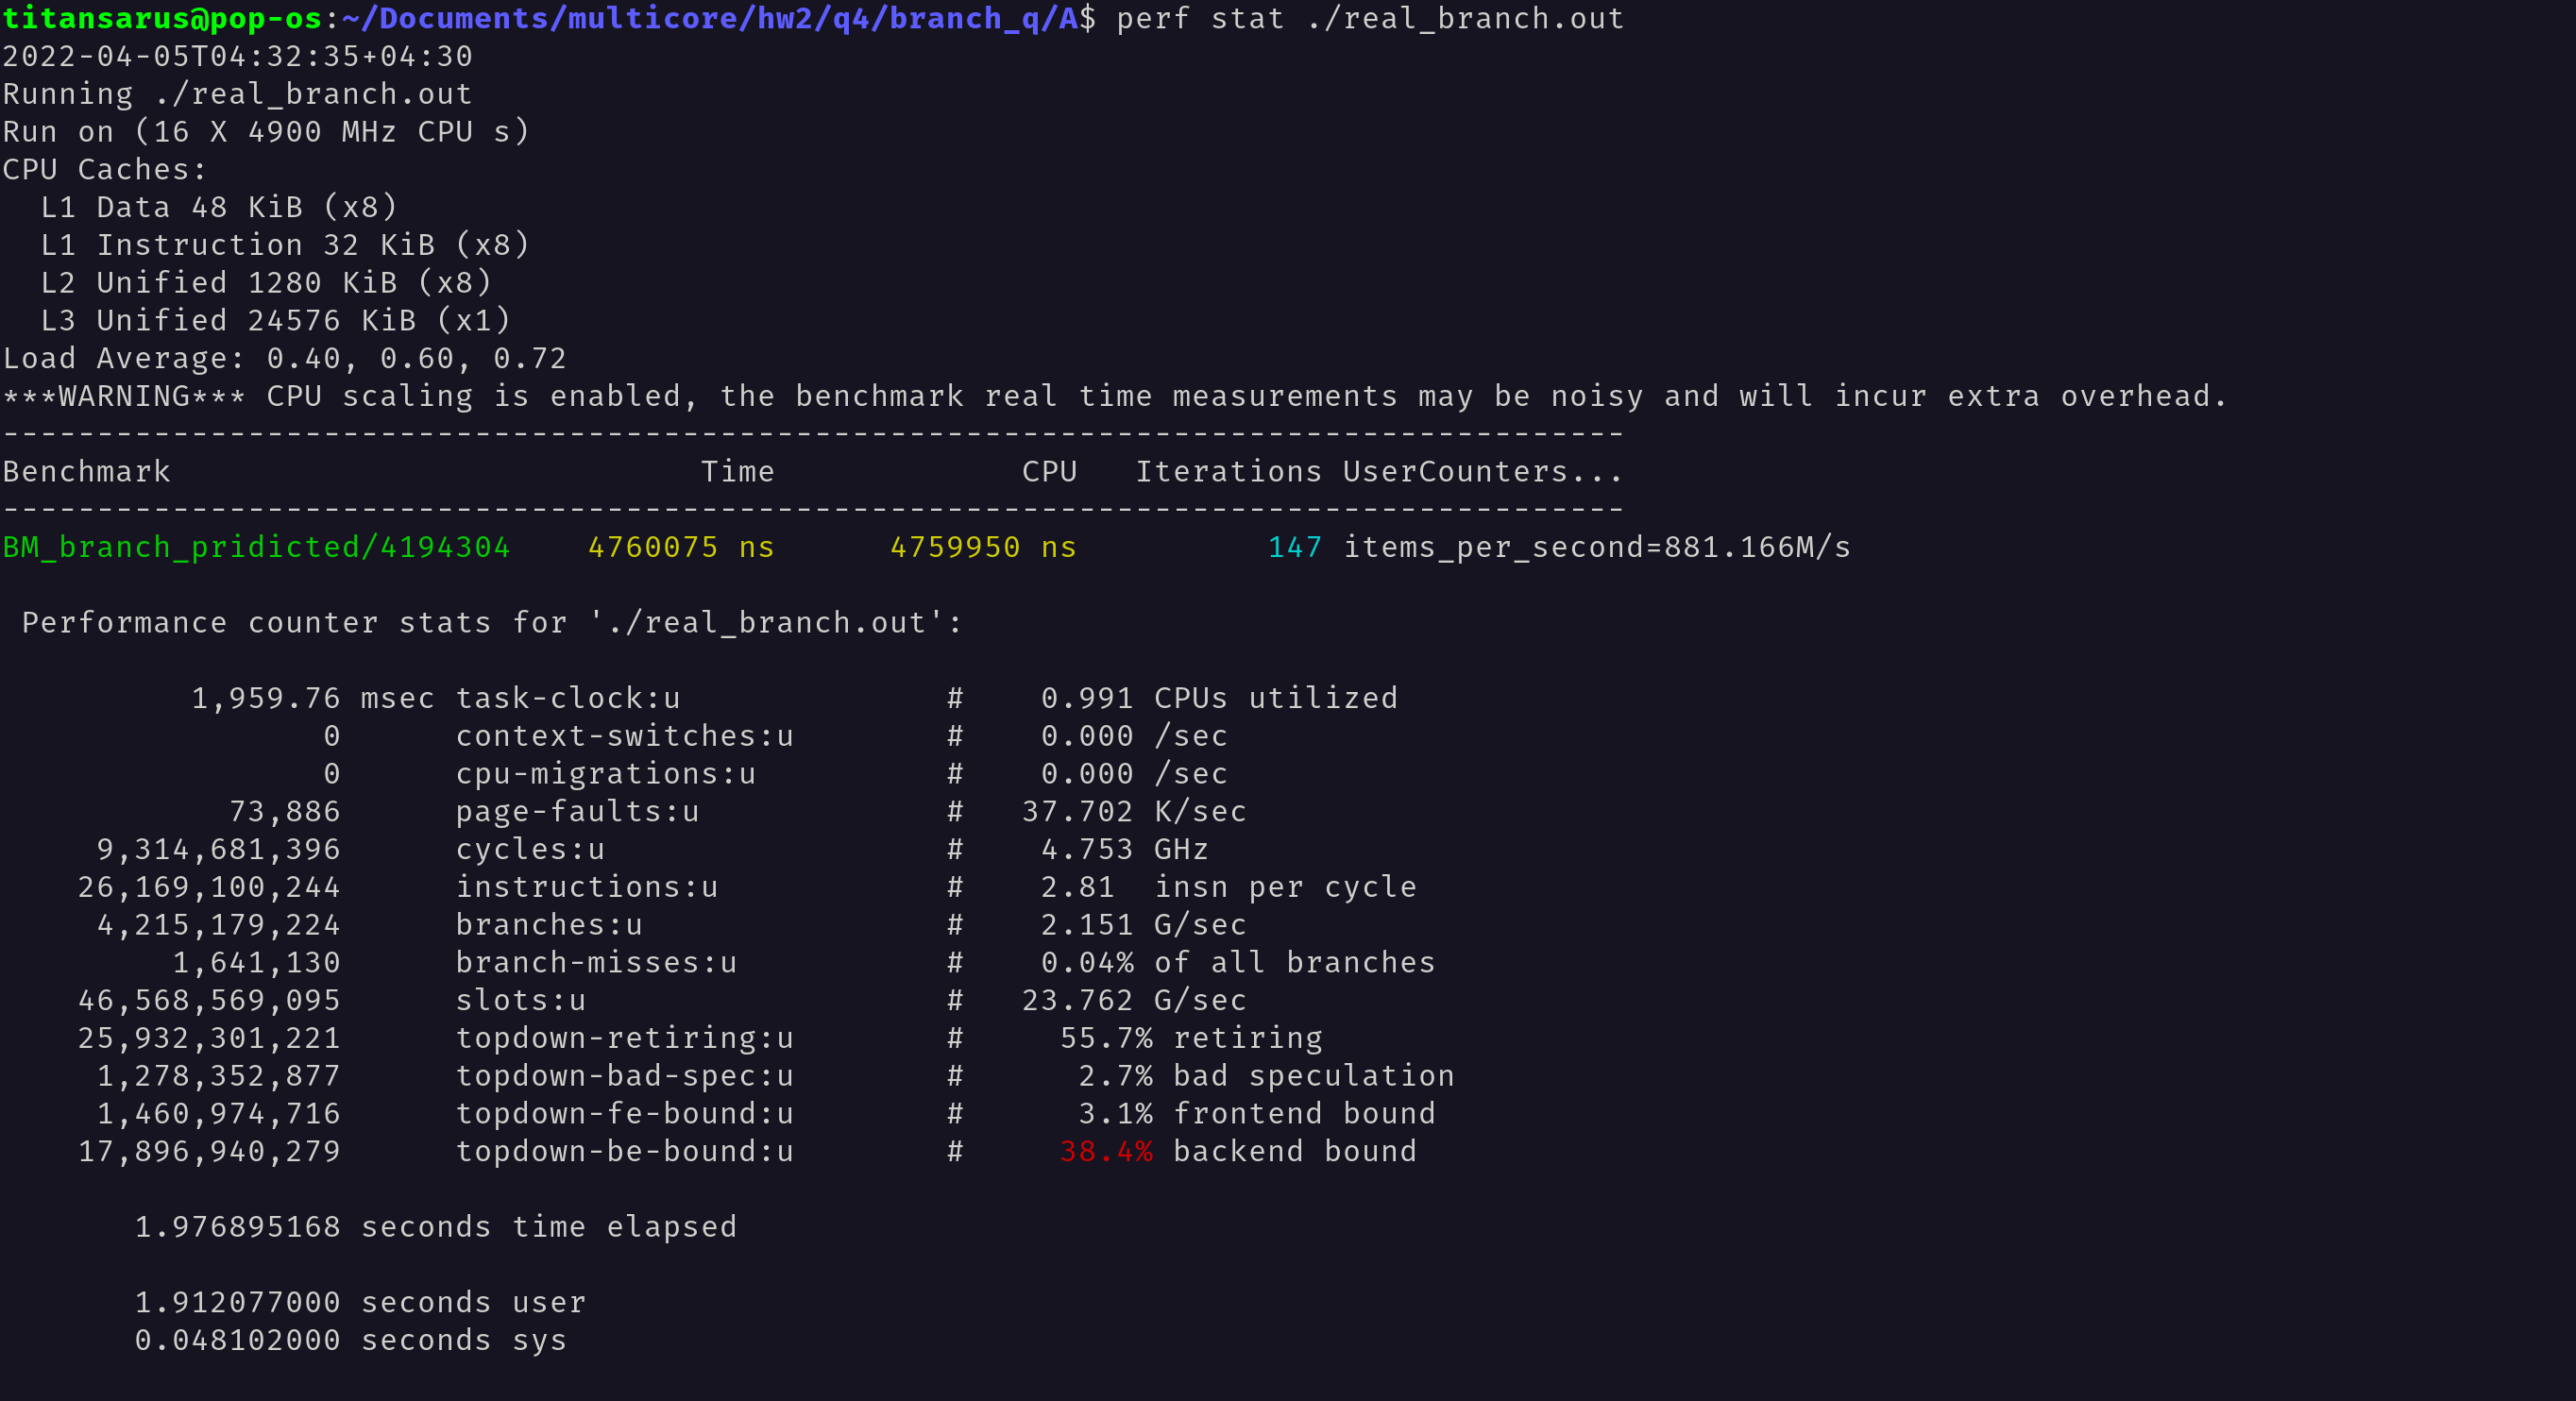 titansarus@pop-os:~/Documents/multicore/hw2/q4/branch_q/A$ perf stat ./real_branch.out
2022-04-05T04:32:35+04:30
Running ./real_branch.out
Run on (16 X 4900 MHz CPU s)
CPU Caches:
  L1 Data 48 KiB (x8)
  L1 Instruction 32 KiB (x8)
  L2 Unified 1280 KiB (x8)
  L3 Unified 24576 KiB (x1)
Load Average: 0.40, 0.60, 0.72
***WARNING*** CPU scaling is enabled, the benchmark real time measurements may be noisy and will incur extra overhead.
--------------------------------------------------------------------------------------
Benchmark                            Time             CPU   Iterations UserCounters...
--------------------------------------------------------------------------------------
BM_branch_pridicted/4194304    4760075 ns      4759950 ns          147 items_per_second=881.166M/s

 Performance counter stats for './real_branch.out':

          1,959.76 msec task-clock:u              #    0.991 CPUs utilized
                 0      context-switches:u        #    0.000 /sec
                 0      cpu-migrations:u          #    0.000 /sec
            73,886      page-faults:u             #   37.702 K/sec
     9,314,681,396      cycles:u                  #    4.753 GHz
    26,169,100,244      instructions:u            #    2.81  insn per cycle
     4,215,179,224      branches:u                #    2.151 G/sec
         1,641,130      branch-misses:u           #    0.04% of all branches
    46,568,569,095      slots:u                   #   23.762 G/sec
    25,932,301,221      topdown-retiring:u        #     55.7% retiring
     1,278,352,877      topdown-bad-spec:u        #      2.7% bad speculation
     1,460,974,716      topdown-fe-bound:u        #      3.1% frontend bound
    17,896,940,279      topdown-be-bound:u        #     38.4% backend bound

       1.976895168 seconds time elapsed

       1.912077000 seconds user
       0.048102000 seconds sys